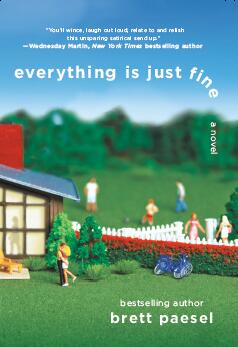 "You'll wince, laugh out loud, relate to and relish
this unsparing satirical send up."
—Wednesday Martin, New York Times bestselling author
everything is just fine
a novel
bestselling author
brett paesel